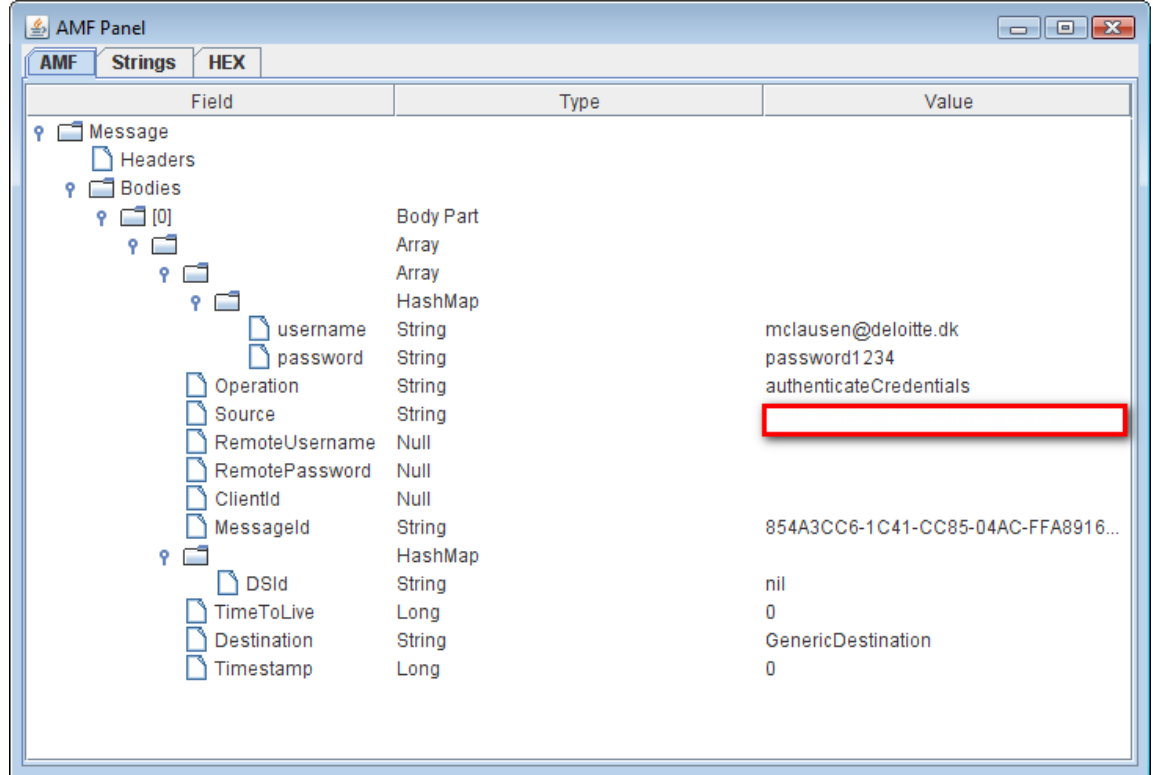 AMF Panel
AMF Strings HEX
Field Type Value
Message
Headers
Bodies
[0] Body Part
Array
Array
HashMap
username String mclausen@deloitte.dk
password String password1234
Operation String authenticateCredentials
Source String
RemoteUsername Null
RemotePassword Null
ClientId Null
MessageId String 854A3CC6-1C41-CC85-04AC-FFA8916...
HashMap
DSId String nil
TimeToLive Long 0
Destination String GenericDestination
Timestamp Long 0